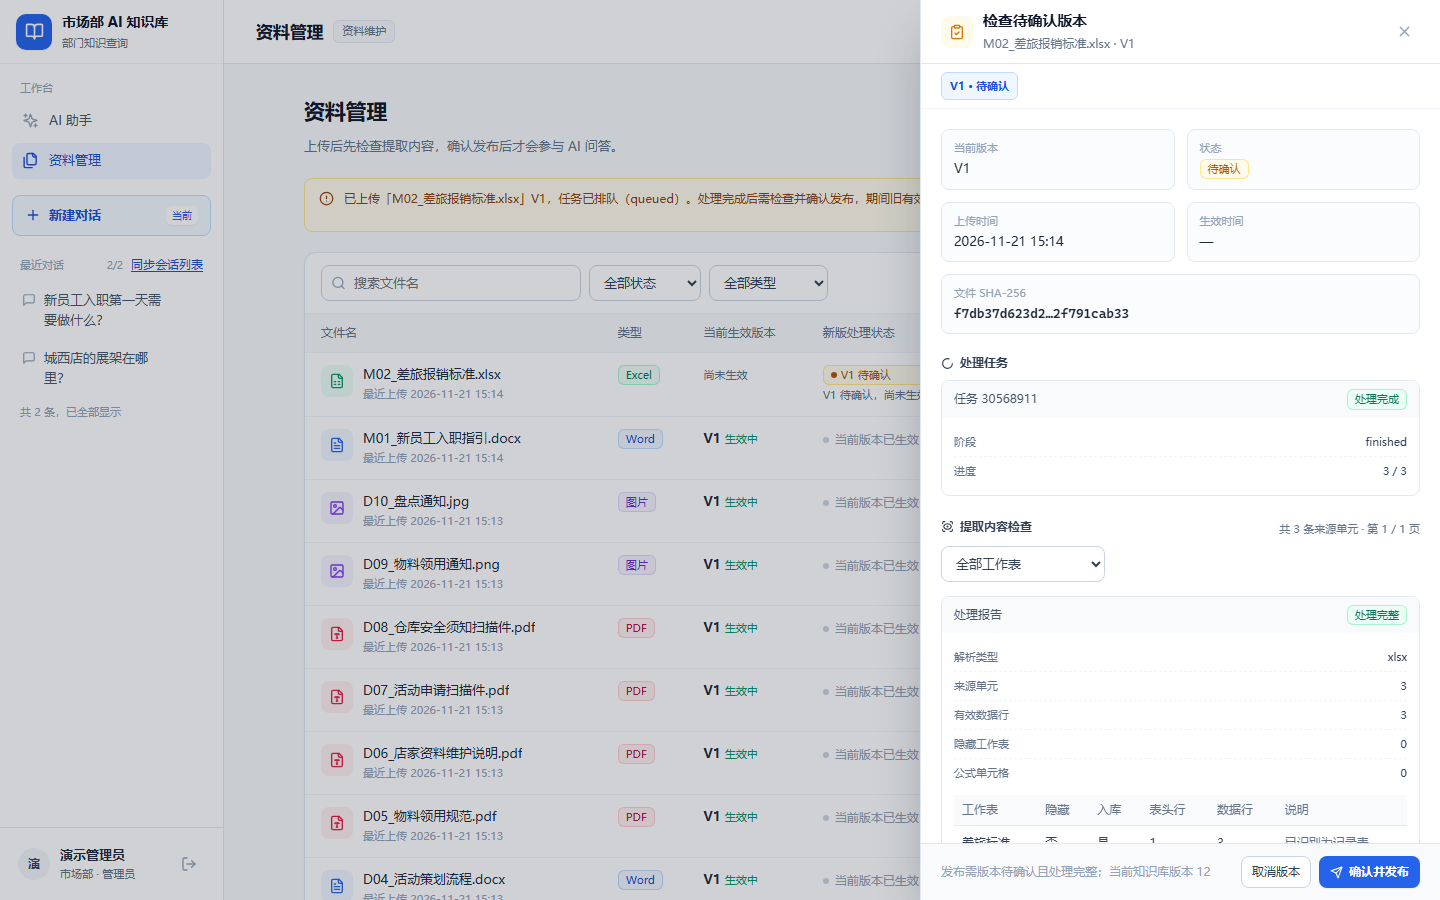 市场部 AI 知识库
部门知识查询
工作台
AI 助手
资料管理
新建对话 当前
最近对话 2/2 同步会话列表
新员工入职第一天需
要做什么？
城西店的展架在哪
里？
共 2 条，已全部显示
演 演示管理员
市场部 · 管理员
资料管理 资料维护
资料管理
上传后先检查提取内容，确认发布后才会参与 AI 问答。
已上传「M02_差旅报销标准.xlsx」V1，任务已排队（queued）。处理完成后需检查并确认发布，期间旧有效
搜索文件名 全部状态 全部类型
文件名 类型 当前生效版本 新版处理状态
M02_差旅报销标准.xlsx Excel 尚未生效 V1 待确认
最近上传 2026-11-21 15:14 V1 待确认，尚未生
M01_新员工入职指引.docx Word V1 生效中 当前版本已生效
最近上传 2026-11-21 15:14
D10_盘点通知.jpg 图片 V1 生效中 当前版本已生效
最近上传 2026-11-21 15:13
D09_物料领用通知.png 图片 V1 生效中 当前版本已生效
最近上传 2026-11-21 15:13
D08_仓库安全须知扫描件.pdf PDF V1 生效中 当前版本已生效
最近上传 2026-11-21 15:13
D07_活动申请扫描件.pdf PDF V1 生效中 当前版本已生效
最近上传 2026-11-21 15:13
D06_店家资料维护说明.pdf PDF V1 生效中 当前版本已生效
最近上传 2026-11-21 15:13
D05_物料领用规范.pdf PDF V1 生效中 当前版本已生效
最近上传 2026-11-21 15:13
D04_活动策划流程.docx Word V1 生效中 当前版本已生效
最近上传 2026-11-21 15:13
检查待确认版本
M02_差旅报销标准.xlsx · V1
V1 • 待确认
当前版本
V1
状态
待确认
上传时间
2026-11-21 15:14
生效时间
—
文件 SHA-256
f7db37d623d2…2f791cab33
处理任务
任务 30568911 处理完成
阶段 finished
进度 3 / 3
提取内容检查 共 3 条来源单元 · 第 1 / 1 页
全部工作表
处理报告 处理完整
解析类型 xlsx
来源单元 3
有效数据行 3
隐藏工作表 0
公式单元格 0
工作表 隐藏 入库 表头行 数据行 说明
差旅标准 否 是 1 3 已识别为记录表
发布需版本待确认且处理完整；当前知识库版本 12 取消版本 确认并发布